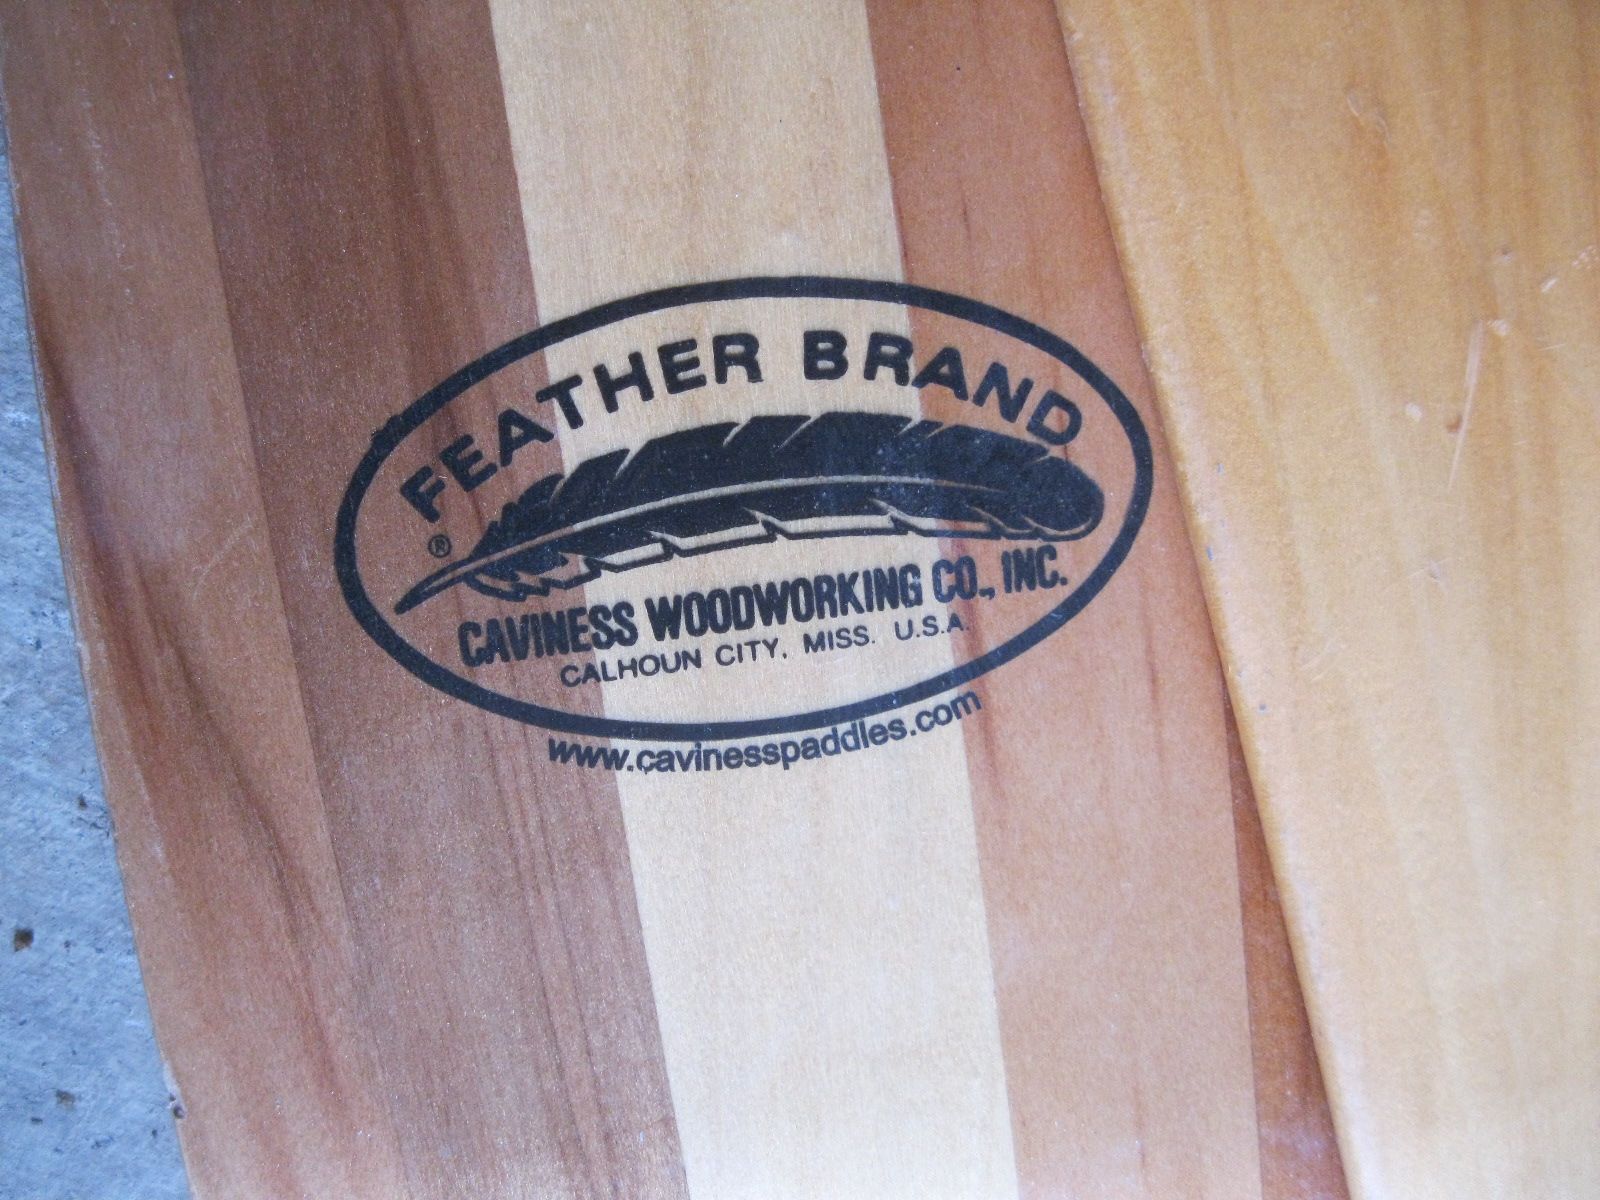 FEATHER BRAND
®
CAVINESS WOODWORKING CO., INC.
CALHOUN CITY, MISS. U.S.A.
www.cavinesspaddles.com